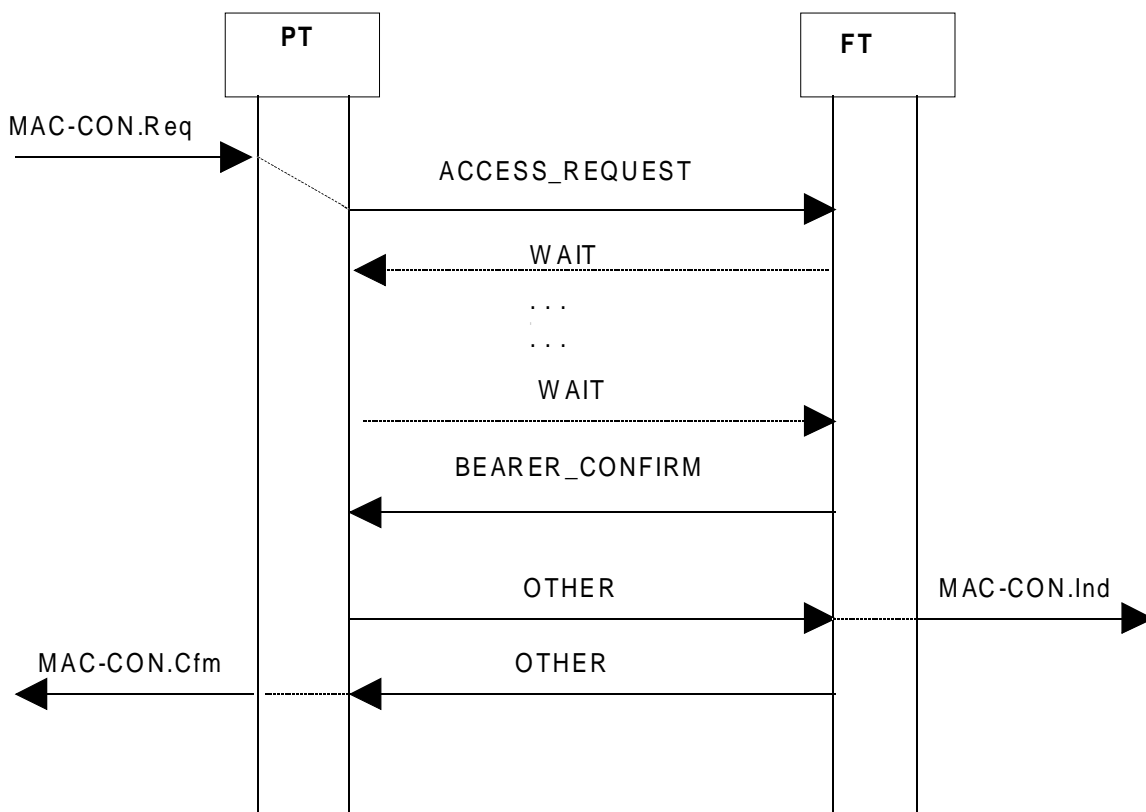 PT
FT
MAC-CON.Req
ACCESS_REQUEST
WAIT
. . .
. . .
WAIT
BEARER_CONFIRM
OTHER
MAC-CON.Ind
MAC-CON.Cfm
OTHER